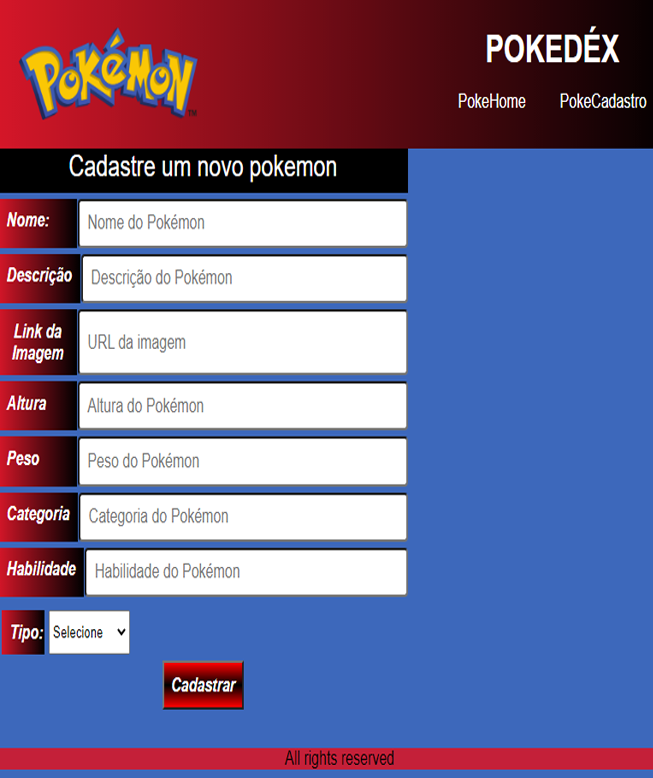 POKéMON
TM
POKEDÉX
PokeHome PokeCadastro
Cadastre um novo pokemon
Nome: Nome do Pokémon
Descrição Descrição do Pokémon
Link da
Imagem
URL da imagem
Altura Altura do Pokémon
Peso Peso do Pokémon
Categoria Categoria do Pokémon
Habilidade Habilidade do Pokémon
Tipo: Selecione
Cadastrar
All rights reserved